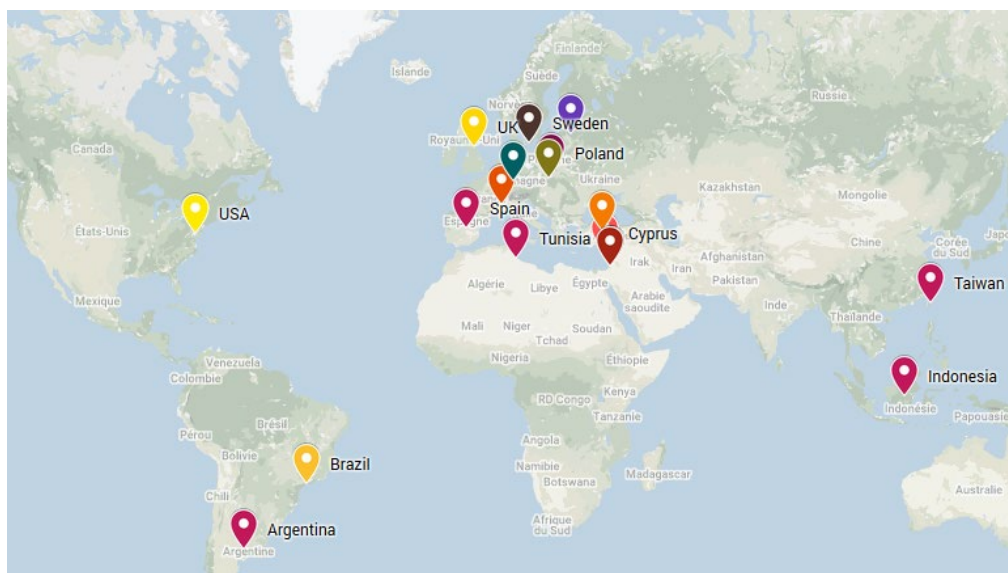 Finlande
Islande
Suède
Norvè
Russie
Sweden
UK
Royaume-Uni
Canada
Poland
Ukraine
Kazakhstan
Mongolie
Spain
USA
États-Unis
Espagne
Tunisia
Cyprus
Chine
Corée
du Sud
Japo
Afghanistan
Irak
Iran
Pakistan
Algérie
Libye
Égypte
Arabie
saoudite
Taiwan
Mexique
Inde
Mali
Niger
Soudan
Tchad
Thaïlande
Nigeria
Éthiopie
Venezuela
Colombie
Kenya
Indonesia
RD Congo
Indonésie
Papouasie
Tanzanie
Brésil
Pérou
Angola
Bolivie
Brazil
Namibie
Botswana
Madagascar
Australie
Chili
Afrique
du Sud
Argentina
Argentine